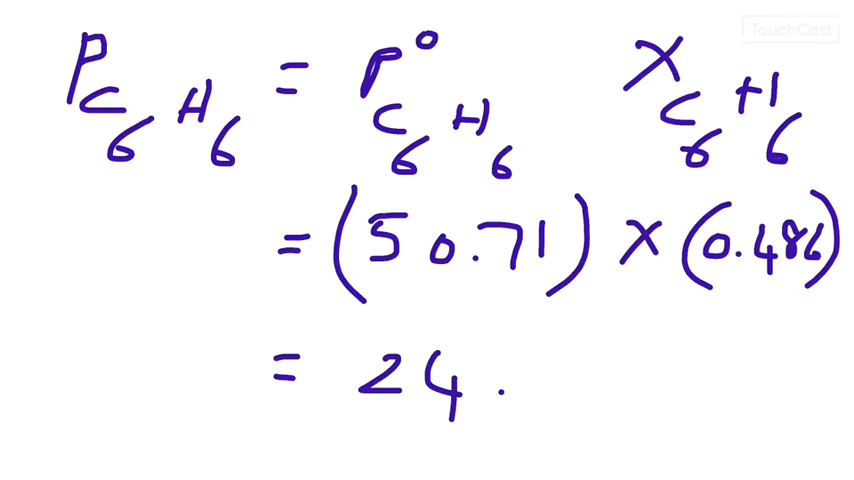 TouchCast
P C6H6 = P° C6H6 X C6H6
= (50.71) × (0.486)
= 24.